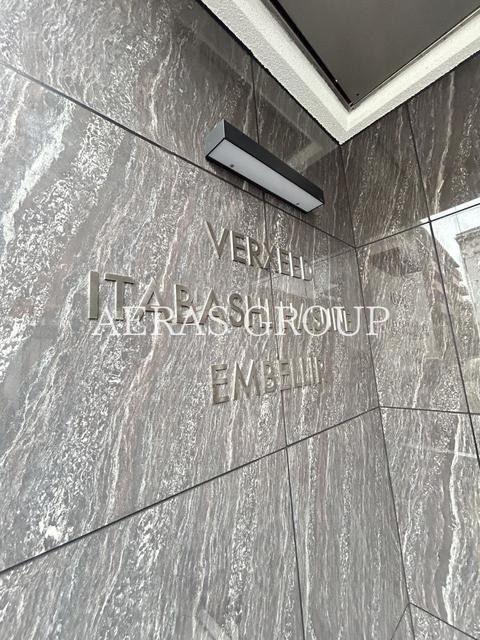 VERXEED
ITABASHI
AERAS GROUP
EMBELLIR